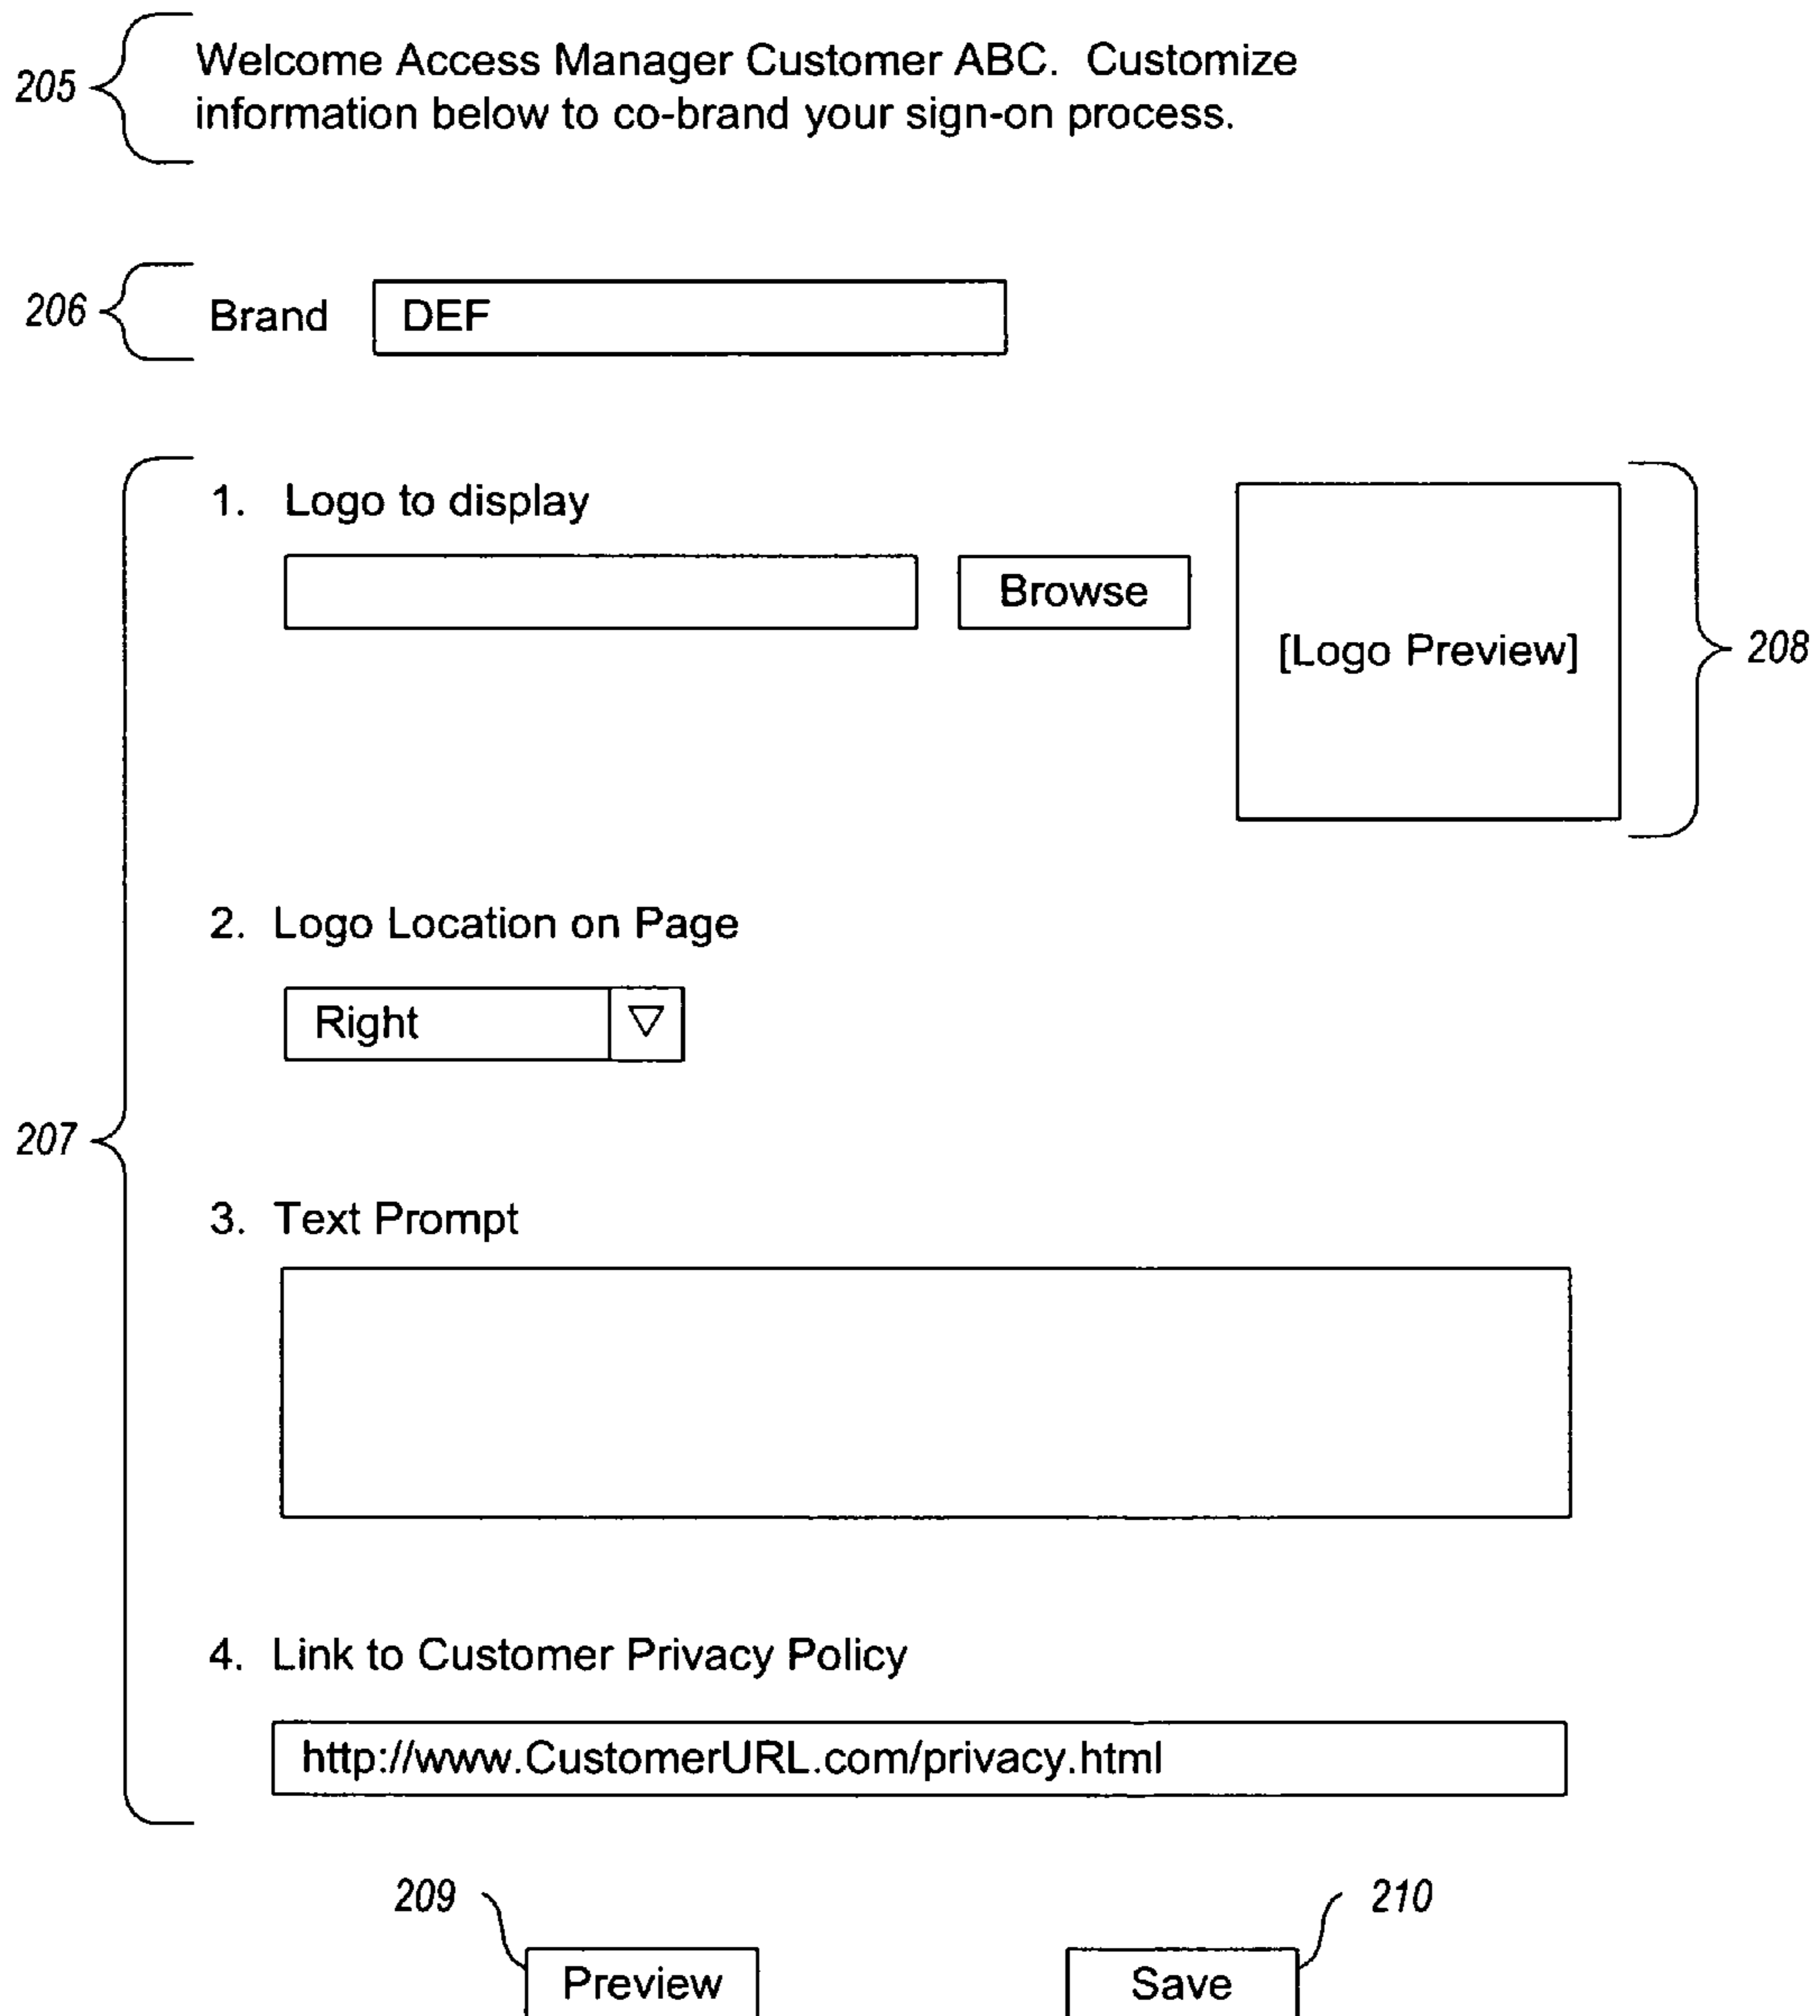 205
Welcome Access Manager Customer ABC. Customize
information below to co-brand your sign-on process.
206
Brand DEF
1. Logo to display
Browse
[Logo Preview]
208
2. Logo Location on Page
Right
207
3. Text Prompt
4. Link to Customer Privacy Policy
http://www.CustomerURL.com/privacy.html
209
210
Preview
Save